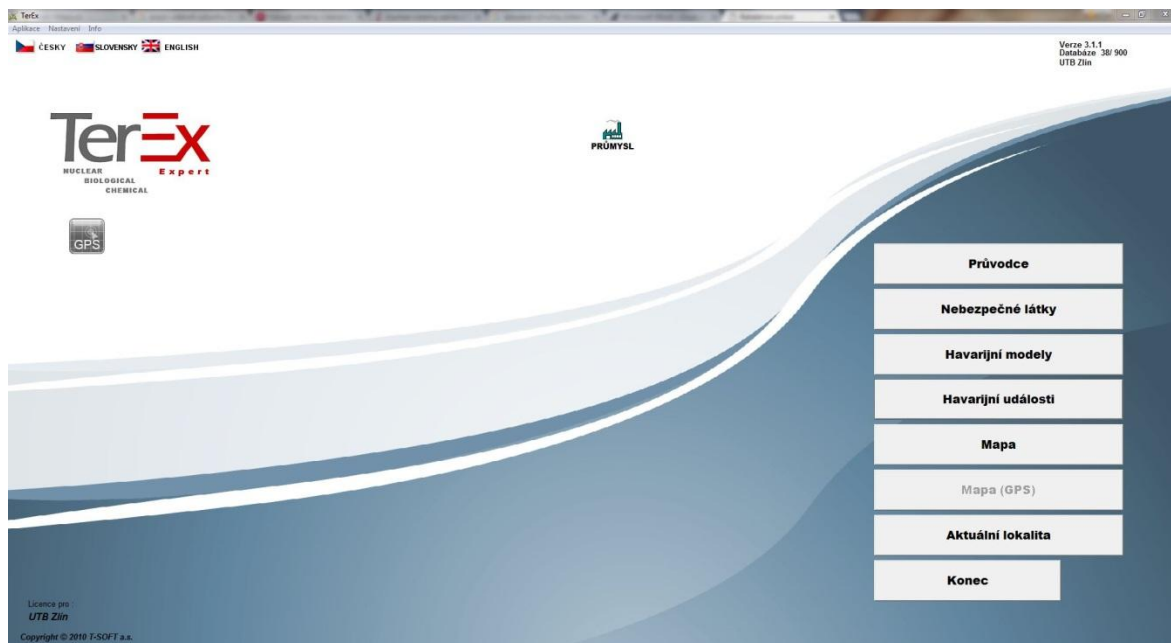 TerEx
Aplikace Nastavení Info
ČESKY SLOVENSKY ENGLISH
Verze 3.1.1
Databáze 38/ 900
UTB Zlín
TerEx
NUCLEAR Expert
BIOLOGICAL
CHEMICAL
PRŮMYSL
GPS
Průvodce
Nebezpečné látky
Havarijní modely
Havarijní události
Mapa
Mapa (GPS)
Aktuální lokalita
Konec
Licence pro :
UTB Zlín
Copyright © 2010 T-SOFT a.s.